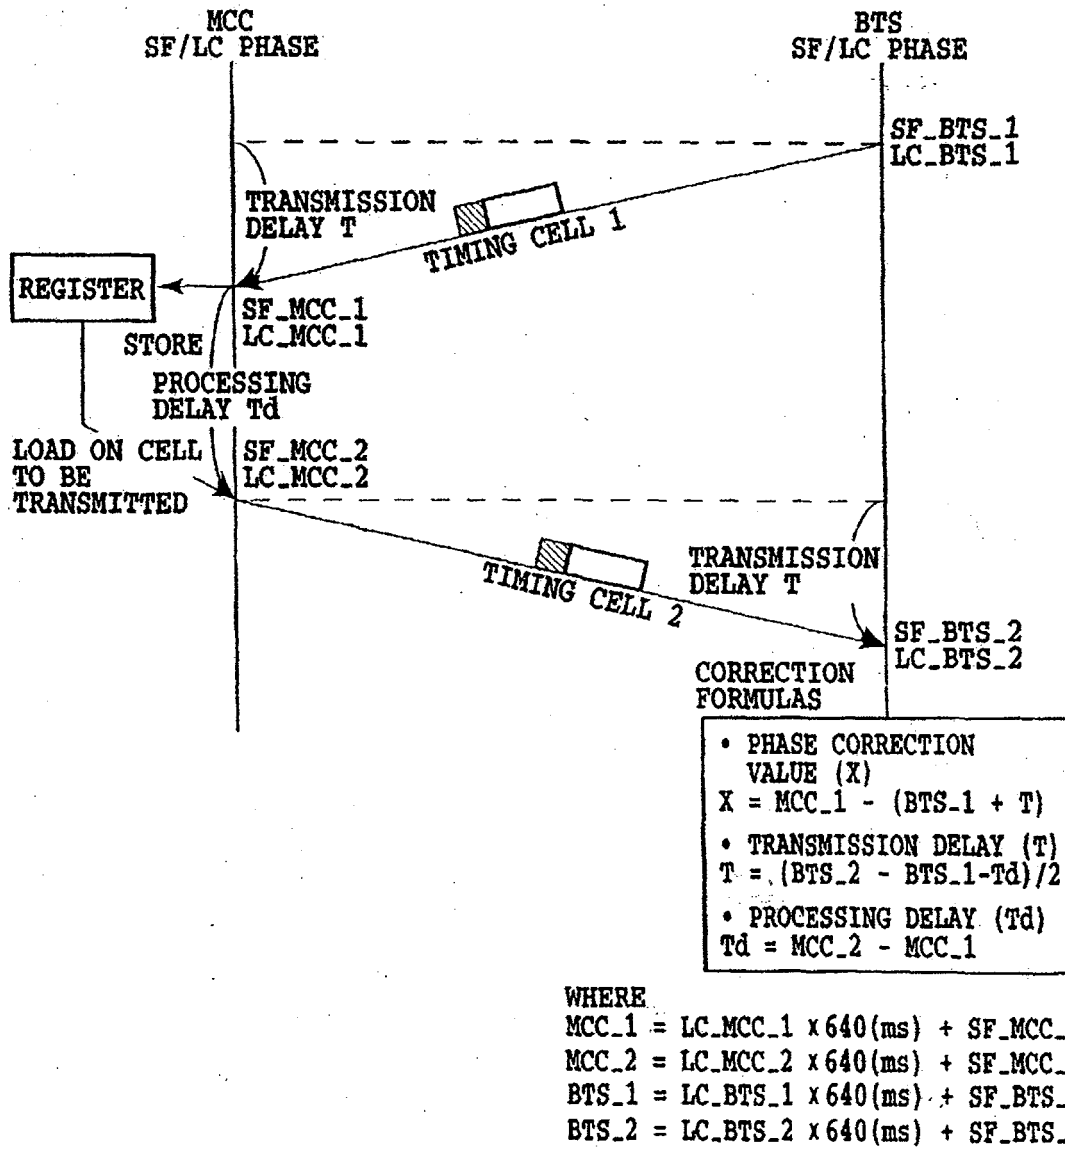 MCC
SF/LC PHASE
BTS
SF/LC PHASE
SF_BTS_1
LC_BTS_1
TRANSMISSION
DELAY T
TIMING CELL 1
REGISTER
SF_MCC_1
LC_MCC_1
STORE
PROCESSING
DELAY Td
LOAD ON CELL
TO BE
TRANSMITTED
SF_MCC_2
LC_MCC_2
TIMING CELL 2
TRANSMISSION
DELAY T
SF_BTS_2
LC_BTS_2
CORRECTION
FORMULAS
• PHASE CORRECTION
VALUE (X)
X = MCC_1 - (BTS_1 + T)
• TRANSMISSION DELAY (T)
T = (BTS_2 - BTS_1-Td)/2
• PROCESSING DELAY (Td)
Td = MCC_2 - MCC_1
WHERE
MCC_1 = LC_MCC_1 x 640(ms) + SF_MCC_
MCC_2 = LC_MCC_2 x 640(ms) + SF_MCC_
BTS_1 = LC_BTS_1 x 640(ms) + SF_BTS_
BTS_2 = LC_BTS_2 x 640(ms) + SF_BTS_